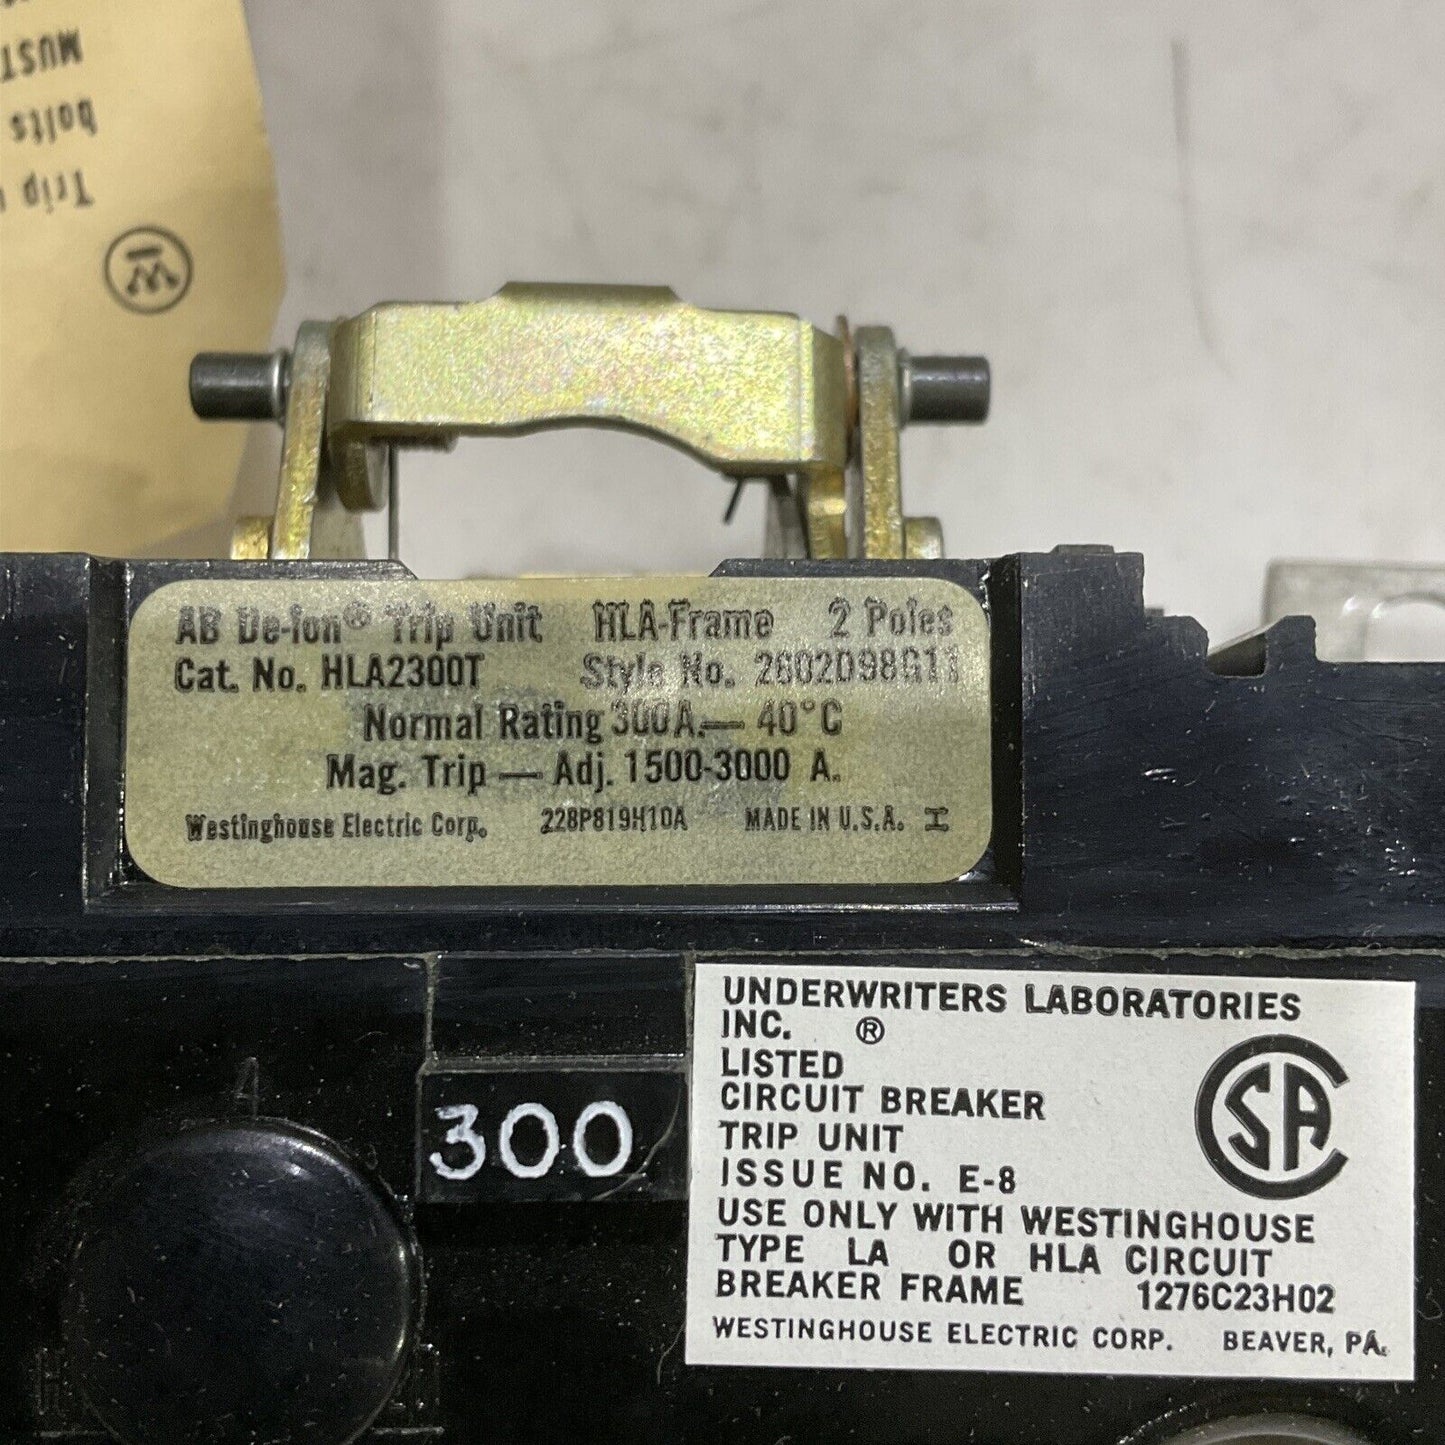 MUST
bolts
Trip
W
AB De-ion® Trip Unit HLA-Frame 2 Poles
Cat. No. HLA2300T Style No. 2602D98G11
Normal Rating 300A.— 40°C
Mag. Trip — Adj. 1500-3000 A.
Westinghouse Electric Corp. 228P819H10A MADE IN U.S.A.
300
UNDERWRITERS LABORATORIES
INC. ®
LISTED
CIRCUIT BREAKER
TRIP UNIT
ISSUE NO. E-8
USE ONLY WITH WESTINGHOUSE
TYPE LA OR HLA CIRCUIT
BREAKER FRAME 1276C23H02
WESTINGHOUSE ELECTRIC CORP. BEAVER, PA.
CSA
4